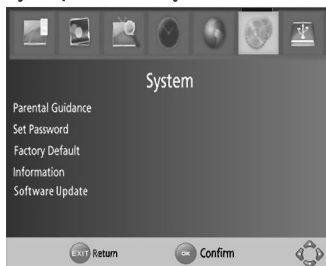 System
Parental Guidance
Set Password
Factory Default
Information
Software Update
EXIT Return
OK Confirm